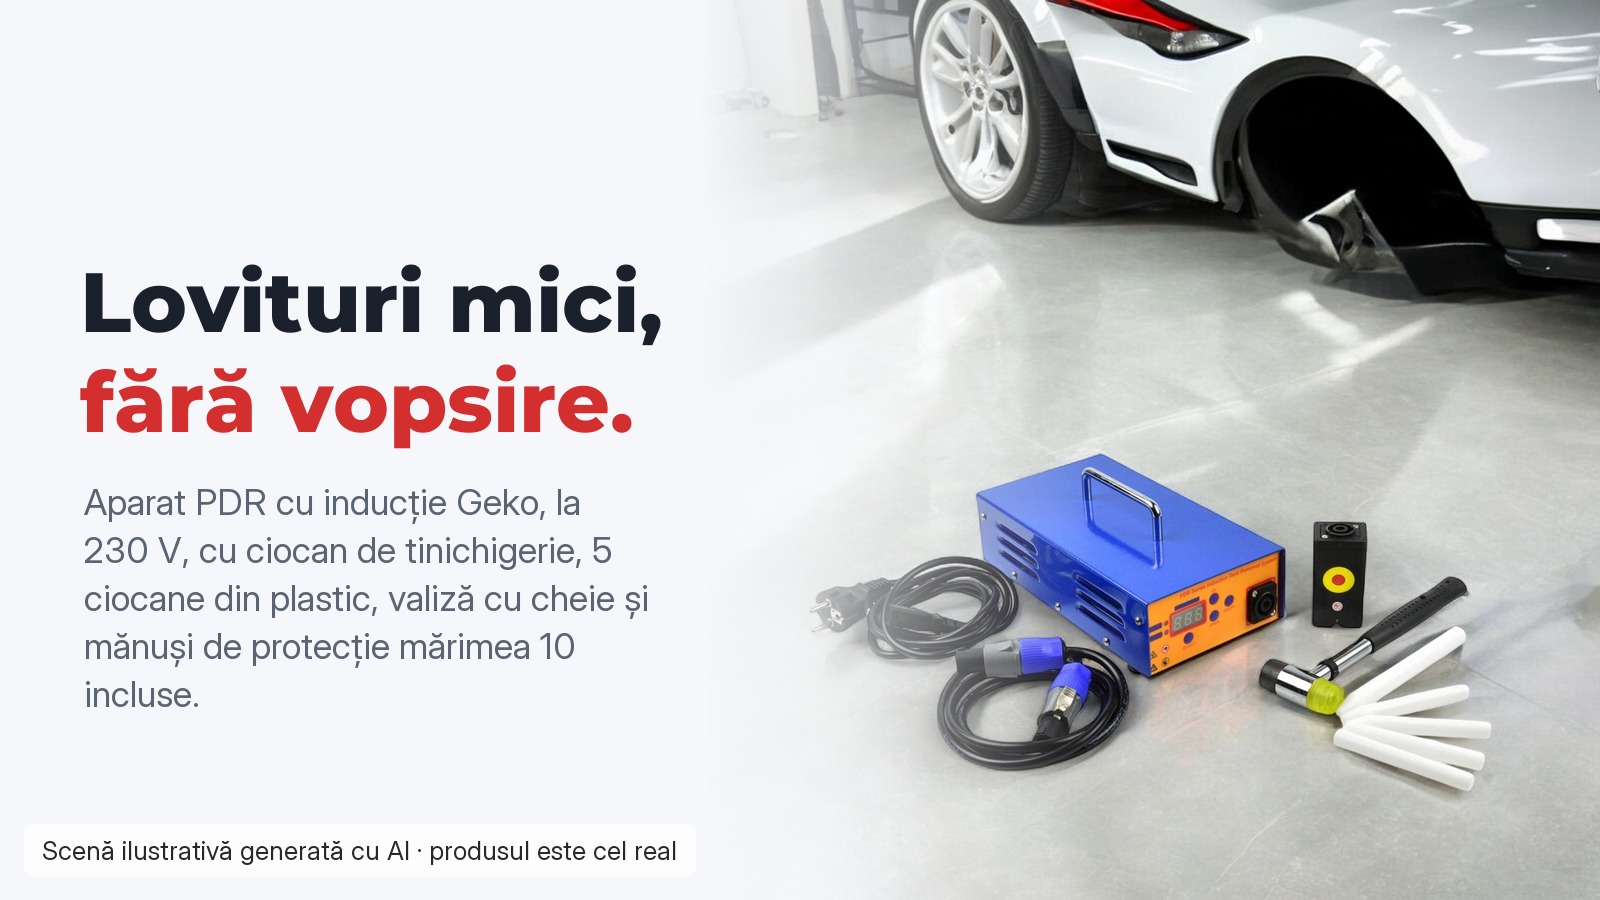 Lovituri mici,
fără vopsire.
Aparat PDR cu inducție Geko, la
230 V, cu ciocan de tinichigerie, 5
ciocane din plastic, valiză cu cheie și
mănuși de protecție mărimea 10
incluse.
Scenă ilustrativă generată cu AI · produsul este cel real